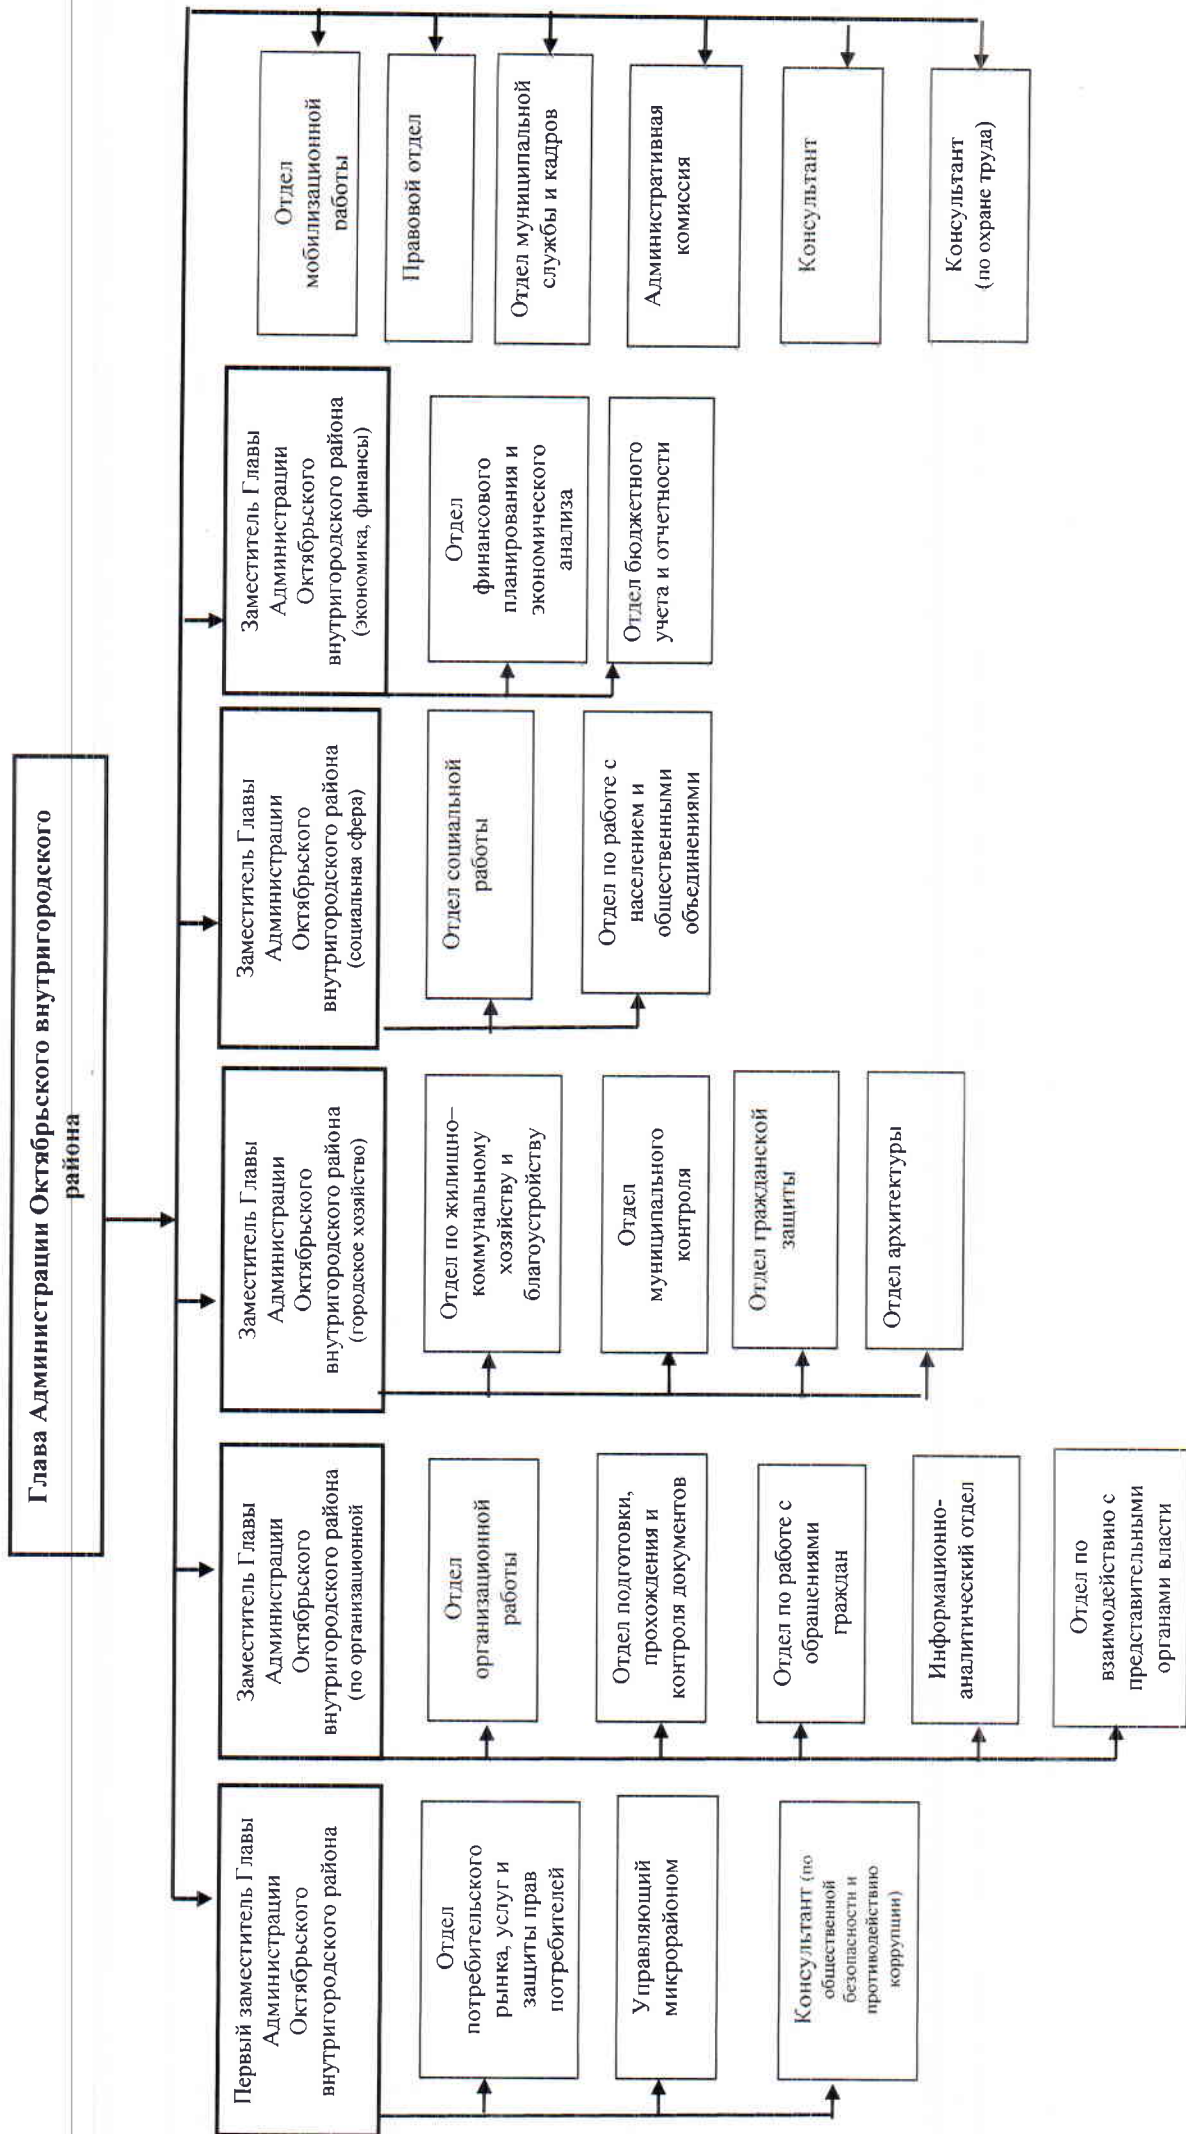 Глава Администрации Октябрьского внутригородского
района
Первый заместитель Главы
Администрации
Октябрьского
внутригородского района
Отдел
потребительского
рынка, услуг и
защиты прав
потребителей
Управляющий
микрорайоном
Консультант (по
общественной
безопасности и
противодействию
коррупции)
Заместитель Главы
Администрации
Октябрьского
внутригородского района
(по организационной
Отдел
организационной
работы
Отдел подготовки,
прохождения и
контроля документов
Отдел по работе с
обращениями
граждан
Информационно-
аналитический отдел
Отдел по
взаимодействию с
представительными
органами власти
Заместитель Главы
Администрации
Октябрьского
внутригородского района
(городское хозяйство)
Отдел по жилищно–
коммунальному
хозяйству и
благоустройству
Отдел
муниципального
контроля
Отдел гражданской
защиты
Отдел архитектуры
Заместитель Главы
Администрации
Октябрьского
внутригородского района
(социальная сфера)
Отдел социальной
работы
Отдел по работе с
населением и
общественными
объединениями
Заместитель Главы
Администрации
Октябрьского
внутригородского района
(экономика, финансы)
Отдел
финансового
планирования и
экономического
анализа
Отдел бюджетного
учета и отчетности
Отдел
мобилизационной
работы
Правовой отдел
Отдел муниципальной
службы и кадров
Административная
комиссия
Консультант
Консультант
(по охране труда)